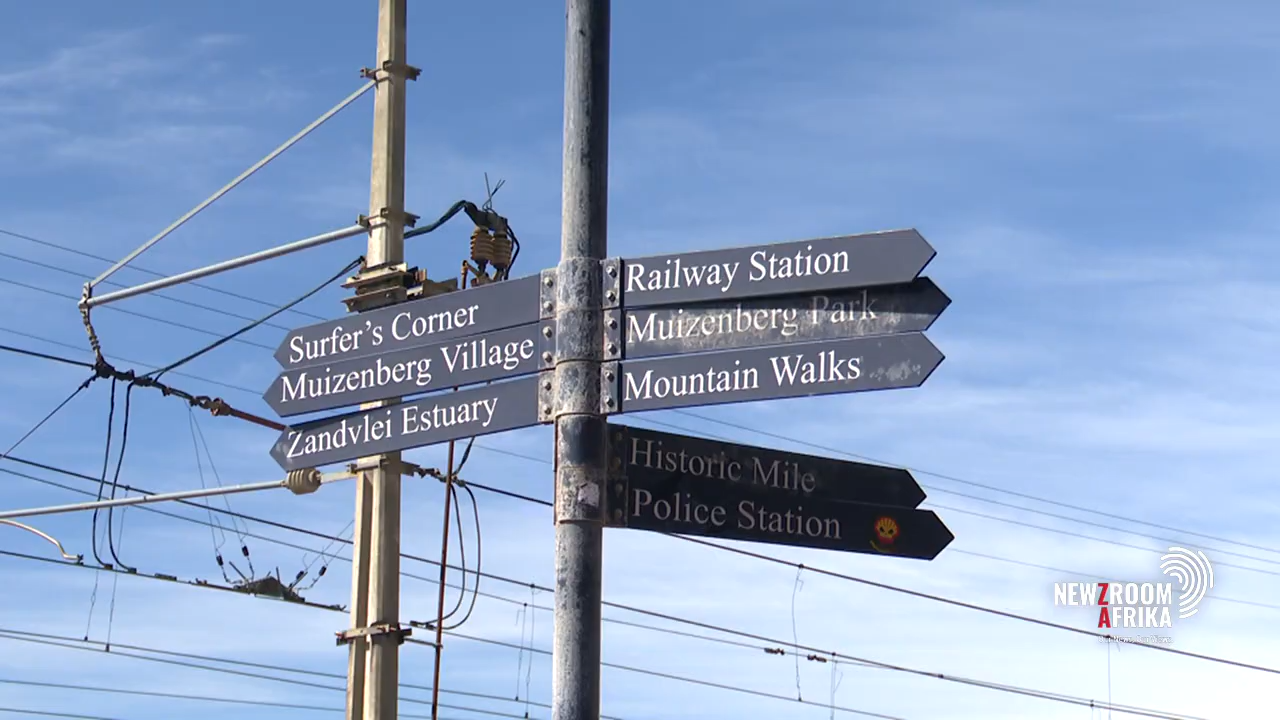 Surfer's Corner
Muizenberg Village
Zandvlei Estuary
Railway Station
Muizenberg Park
Mountain Walks
Historic Mile
Police Station
NEWZROOM
AFRIKA